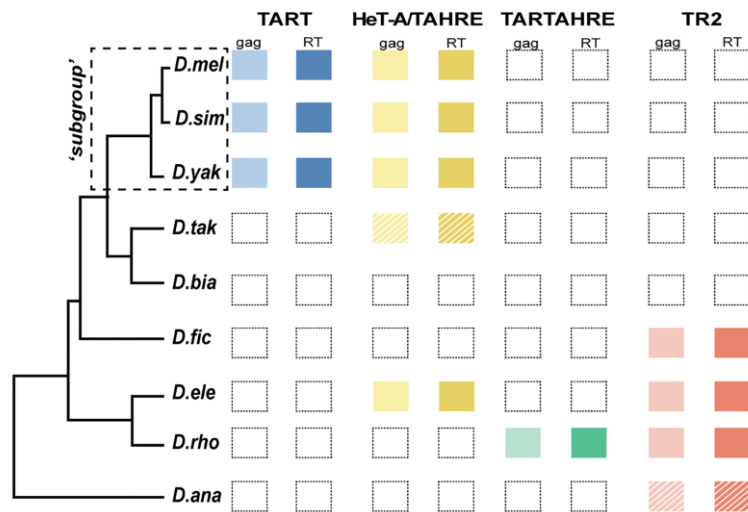 TART HeT-A/TAHRE TARTAHRE TR2
gag RT gag RT gag RT gag RT
'subgroup'
D.mel
D.sim
D.yak
D.tak
D.bia
D.fic
D.ele
D.rho
D.ana